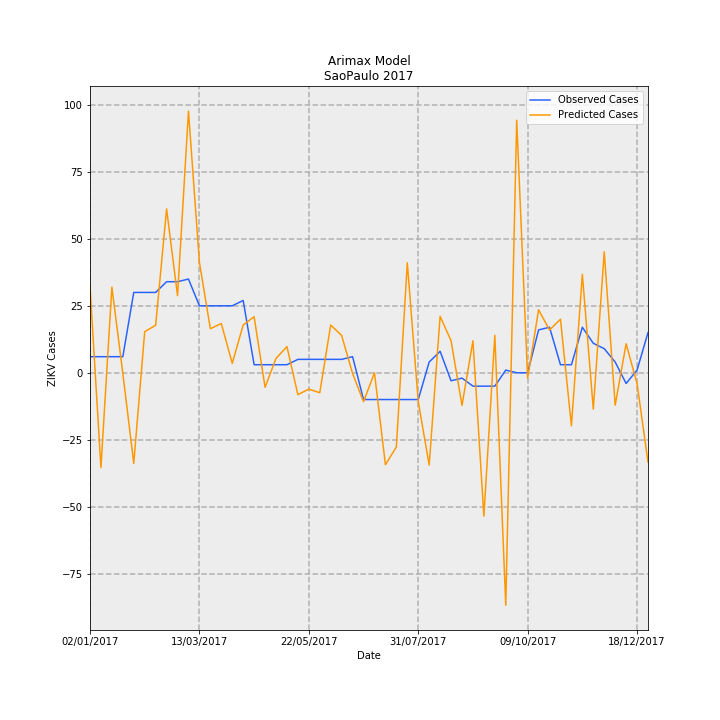 Arimax Model
SaoPaulo 2017
Observed Cases
Predicted Cases
100
75
50
25
0
−25
−50
−75
ZIKV Cases
02/01/2017
13/03/2017
22/05/2017
31/07/2017
09/10/2017
18/12/2017
Date